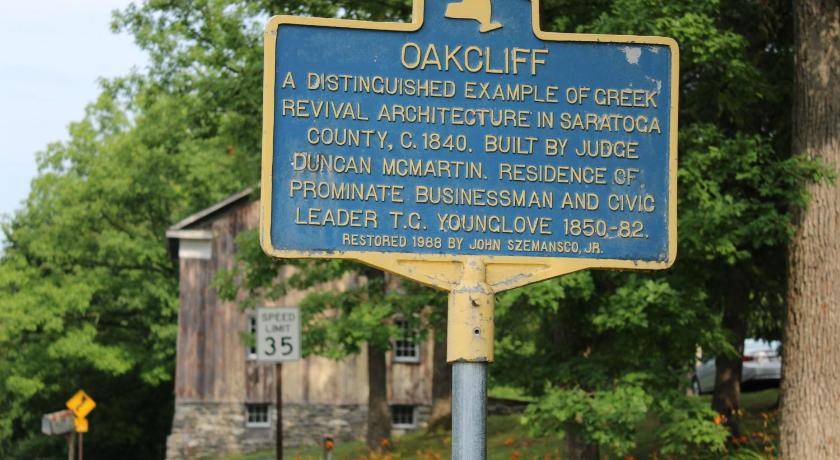 OAKCLIFF
A DISTINGUISHED EXAMPLE OF GREEK
REVIVAL ARCHITECTURE IN SARATOGA
COUNTY, C. 1840. BUILT BY JUDGE
DUNCAN MCMARTIN. RESIDENCE OF
PROMINATE BUSINESSMAN AND CIVIC
LEADER T.G. YOUNGLOVE 1850-82.
RESTORED 1988 BY JOHN SZEMANSCO, JR.
SPEED
LIMIT
35